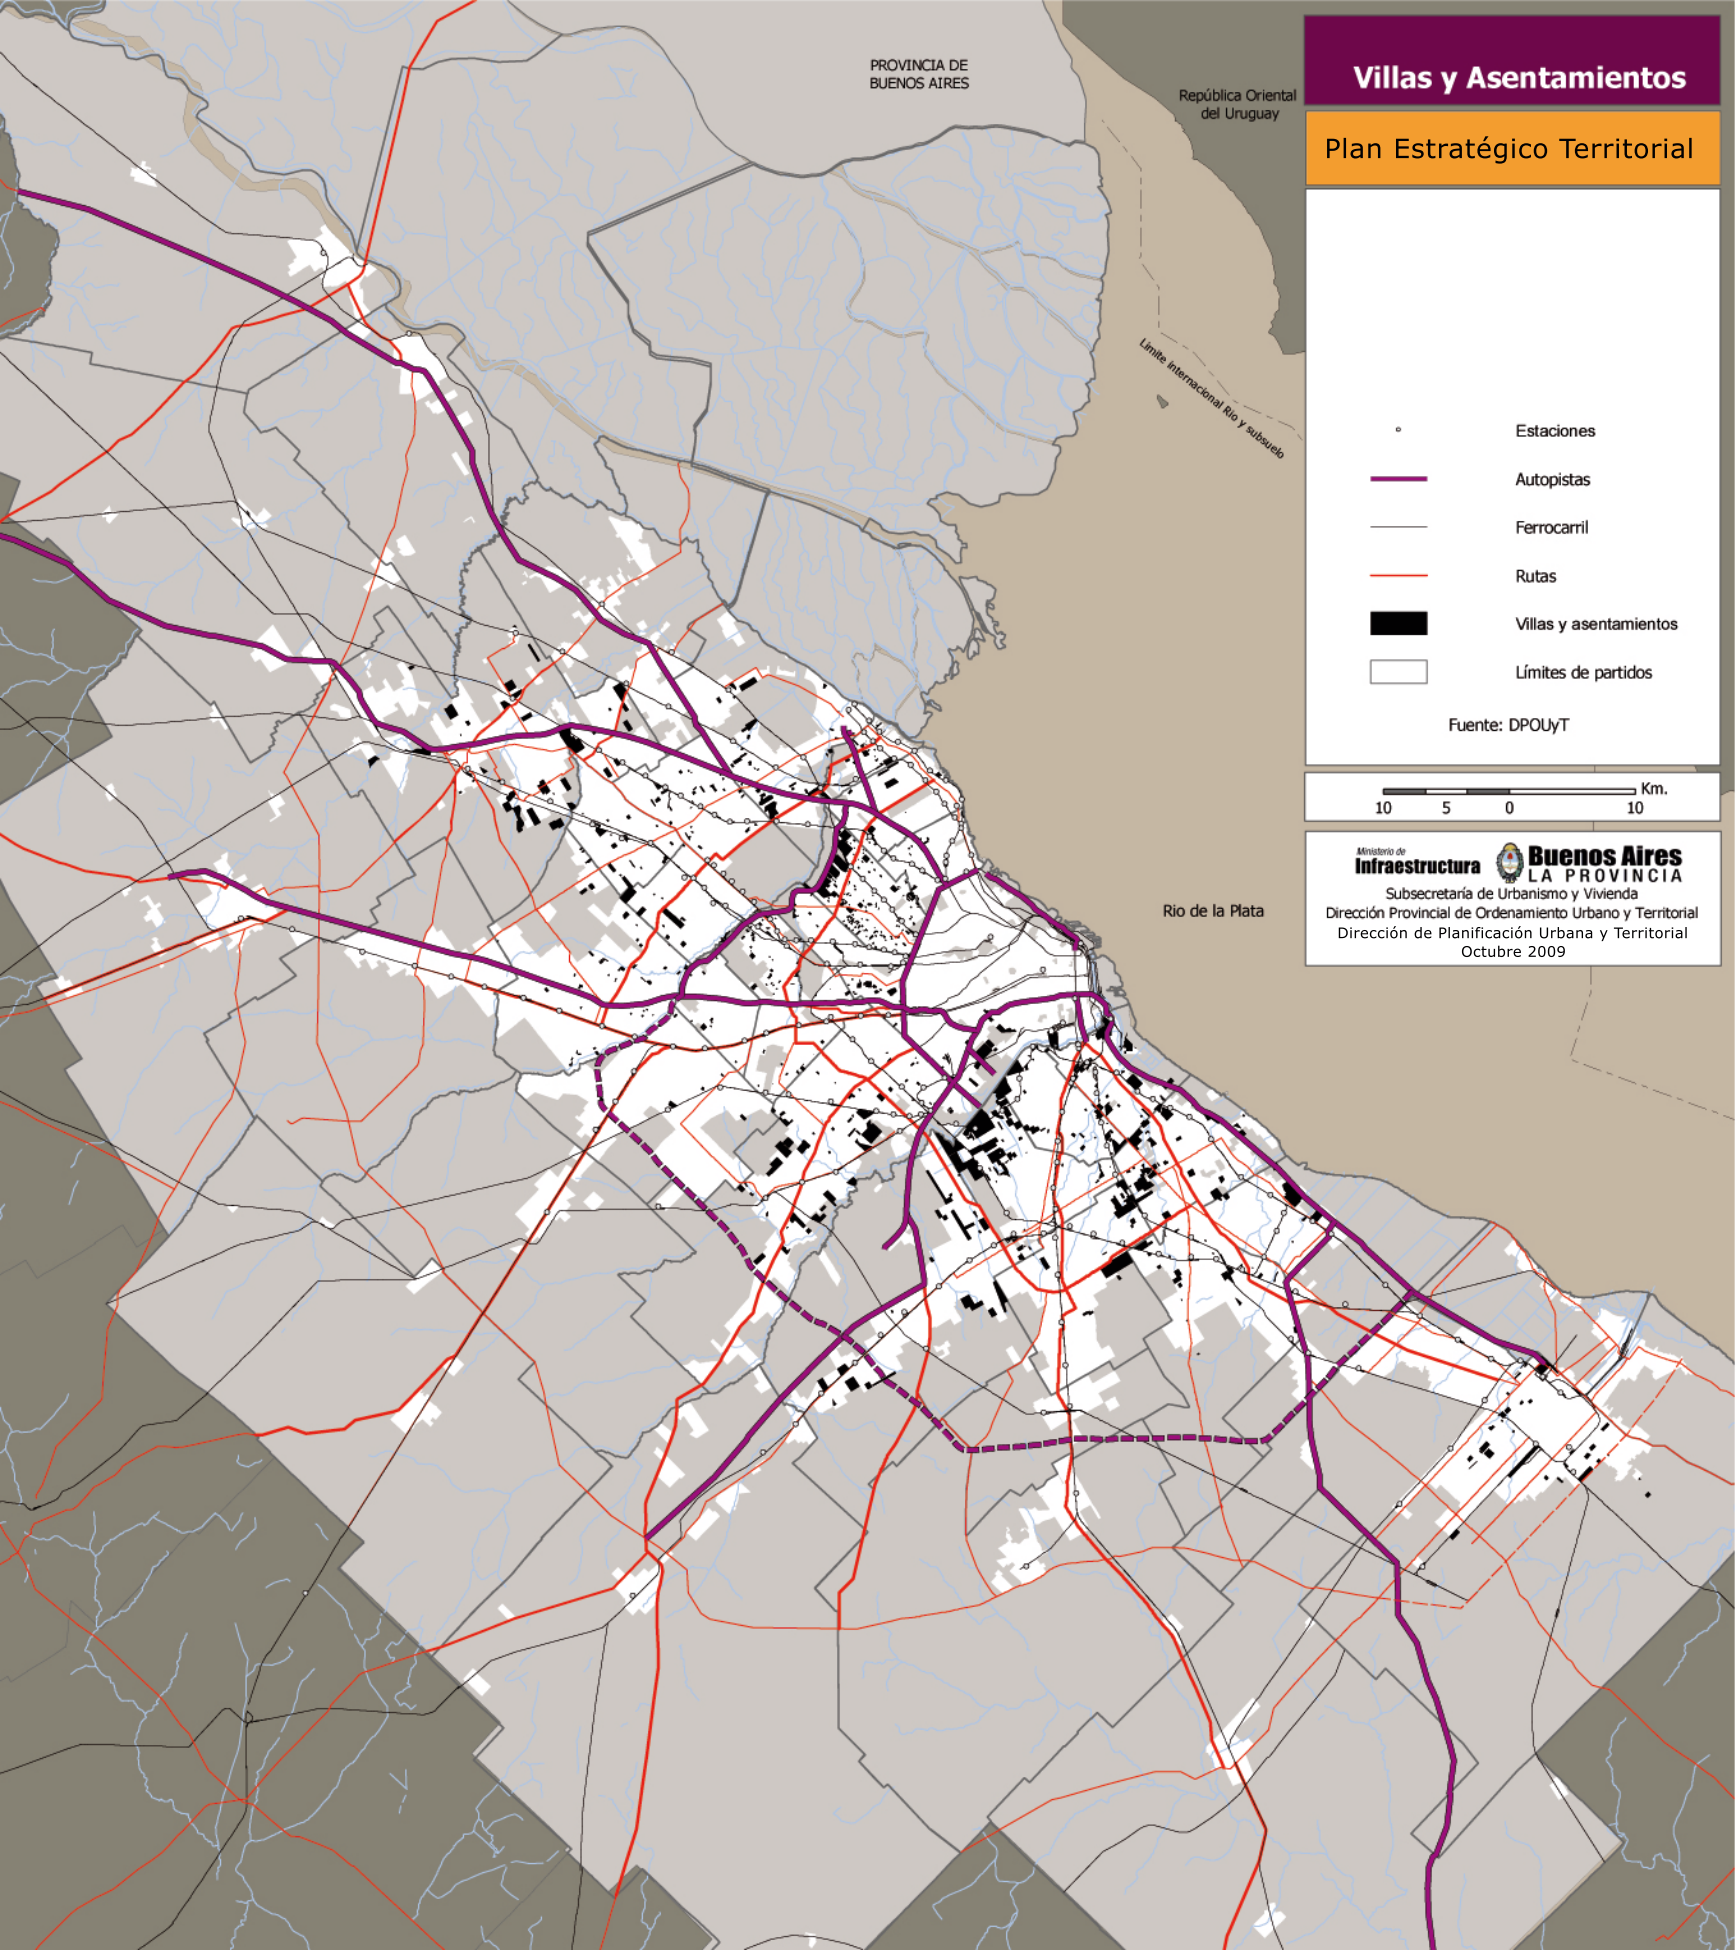 PROVINCIA DE
BUENOS AIRES
República Oriental
del Uruguay
Límite internacional Rio y subsuelo
Rio de la Plata
Villas y Asentamientos
Plan Estratégico Territorial
Estaciones
Autopistas
Ferrocarril
Rutas
Villas y asentamientos
Límites de partidos
Fuente: DPOUyT
10 5 0 10 Km.
Ministerio de
Infraestructura
Buenos Aires
LA PROVINCIA
Subsecretaría de Urbanismo y Vivienda
Dirección Provincial de Ordenamiento Urbano y Territorial
Dirección de Planificación Urbana y Territorial
Octubre 2009